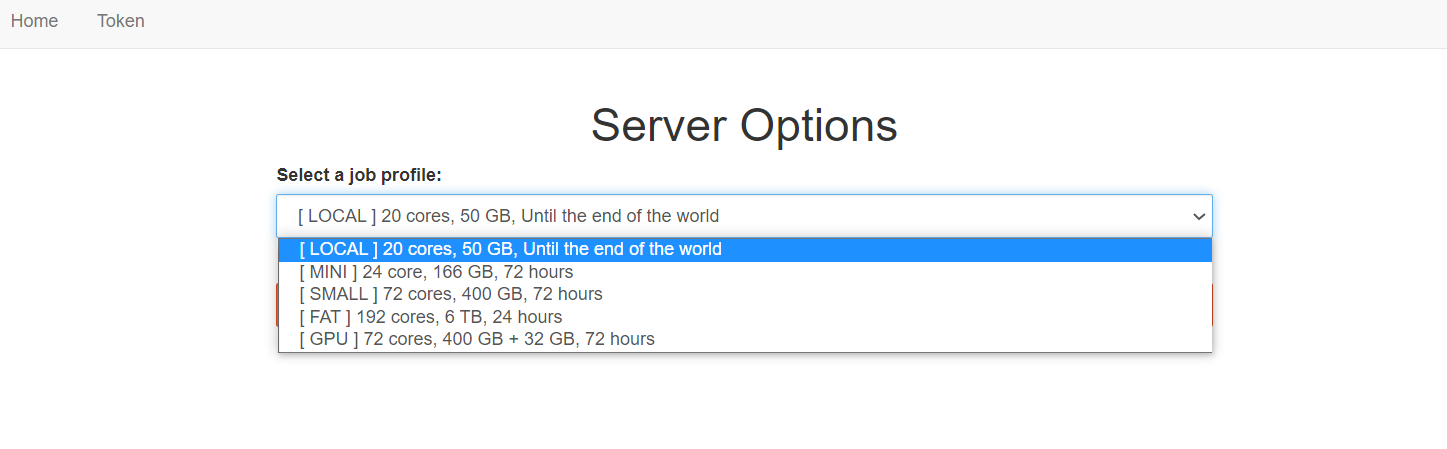 Home Token
Server Options
Select a job profile:
[ LOCAL ] 20 cores, 50 GB, Until the end of the world
[ LOCAL ] 20 cores, 50 GB, Until the end of the world
[ MINI ] 24 core, 166 GB, 72 hours
[ SMALL ] 72 cores, 400 GB, 72 hours
[ FAT ] 192 cores, 6 TB, 24 hours
[ GPU ] 72 cores, 400 GB + 32 GB, 72 hours